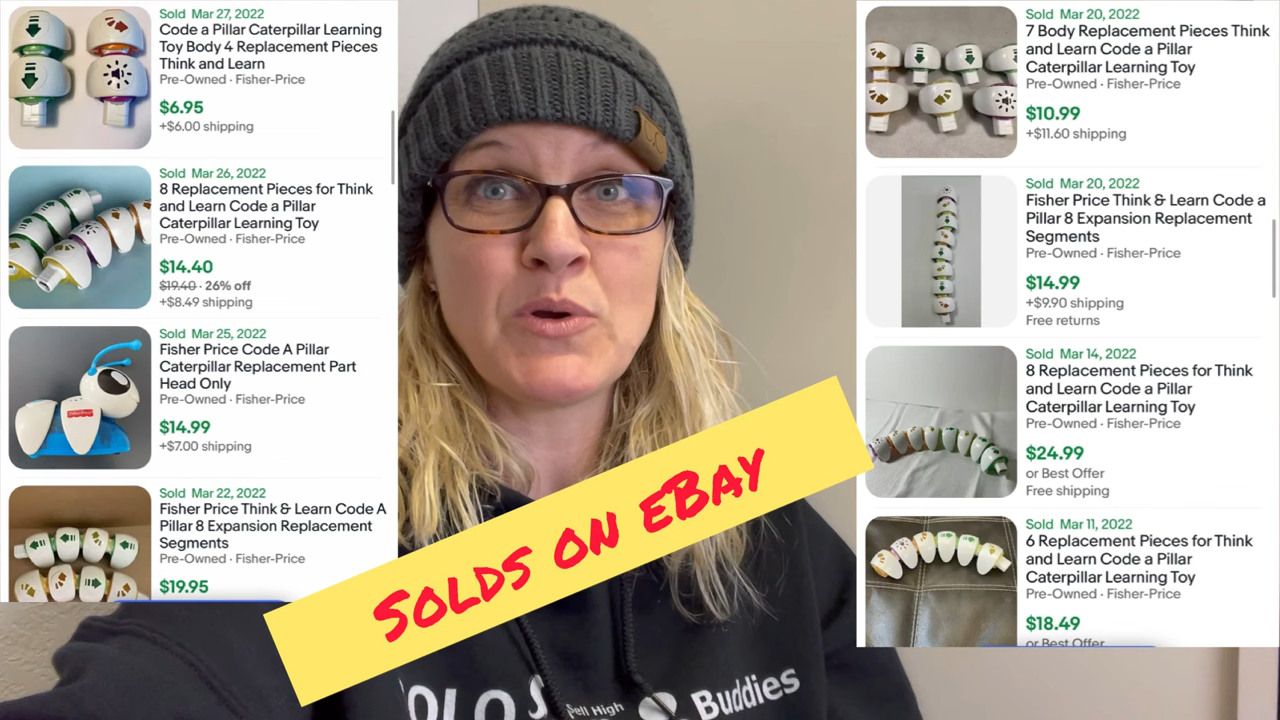 Sold Mar 27, 2022
Code a Pillar Caterpillar Learning
Toy Body 4 Replacement Pieces
Think and Learn
Pre-Owned · Fisher-Price
$6.95
+$6.00 shipping
Sold Mar 26, 2022
8 Replacement Pieces for Think
and Learn Code a Pillar
Caterpillar Learning Toy
Pre-Owned · Fisher-Price
$14.40
$19.40 · 26% off
+$8.49 shipping
Sold Mar 25, 2022
Fisher Price Code A Pillar
Caterpillar Replacement Part
Head Only
Pre-Owned · Fisher-Price
$14.99
+$7.00 shipping
Sold Mar 22, 2022
Fisher Price Think & Learn Code A
Pillar 8 Expansion Replacement
Segments
Pre-Owned · Fisher-Price
$19.95
SOLDS ON eBAY
Sell High
Buddies
Sold Mar 20, 2022
7 Body Replacement Pieces Think
and Learn Code a Pillar
Caterpillar Learning Toy
Pre-Owned · Fisher-Price
$10.99
+$11.60 shipping
Sold Mar 20, 2022
Fisher Price Think & Learn Code a
Pillar 8 Expansion Replacement
Segments
Pre-Owned · Fisher-Price
$14.99
+$9.90 shipping
Free returns
Sold Mar 14, 2022
8 Replacement Pieces for Think
and Learn Code a Pillar
Caterpillar Learning Toy
Pre-Owned · Fisher-Price
$24.99
or Best Offer
Free shipping
Sold Mar 11, 2022
6 Replacement Pieces for Think
and Learn Code a Pillar
Caterpillar Learning Toy
Pre-Owned · Fisher-Price
$18.49
or Best Offer